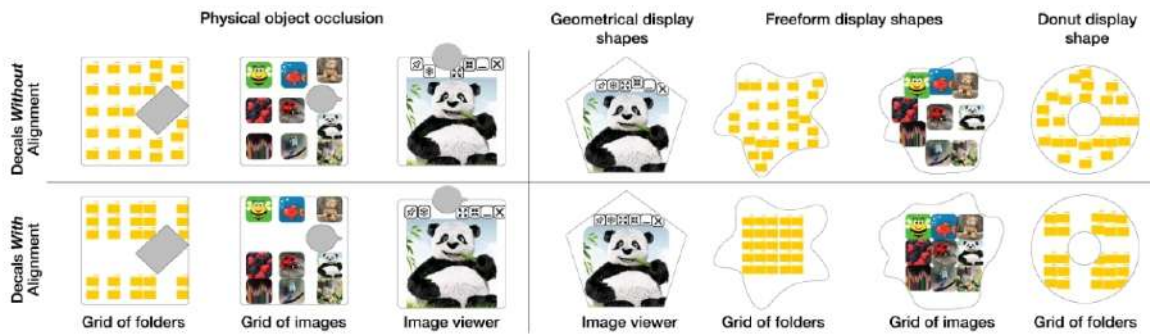 Physical object occlusion
Geometrical display
shapes
Freeform display shapes
Donut display
shape
Decals Without
Alignment
Decals With
Alignment
Grid of folders
Grid of images
Image viewer
Image viewer
Grid of folders
Grid of images
Grid of folders